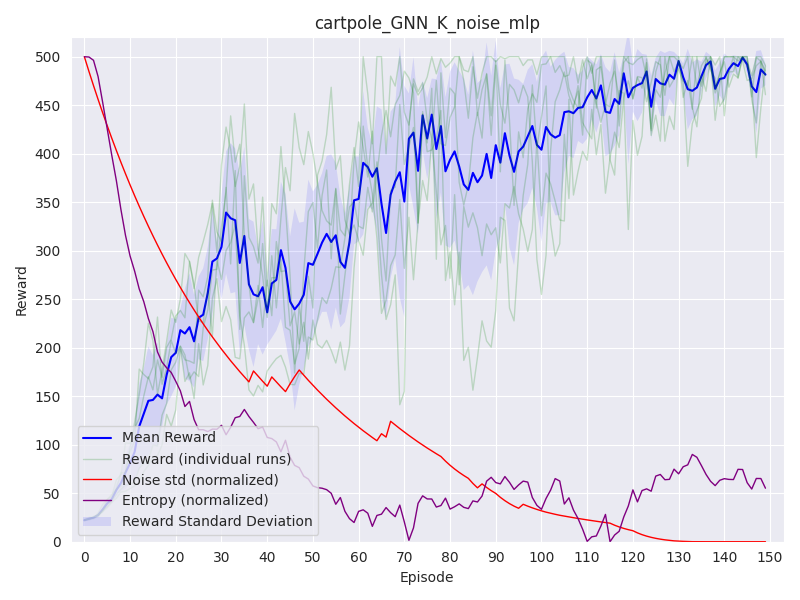 cartpole_GNN_K_noise_mlp
Reward
500
450
400
350
300
250
200
150
100
50
0
Mean Reward
Reward (individual runs)
Noise std (normalized)
Entropy (normalized)
Reward Standard Deviation
0 10 20 30 40 50 60 70 80 90 100 110 120 130 140 150
Episode